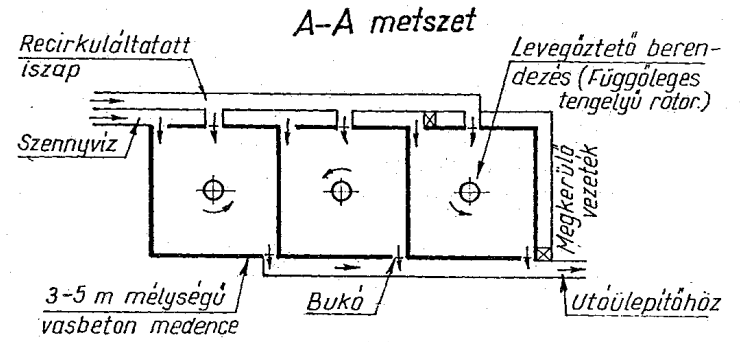 A–A metszet
Recirkuláltatott
iszap
Levegőztető beren-
dezés (Függőleges
tengelyű rotor.)
Szennyvíz
Megkerülő
vezeték
3–5 m mélységű
vasbeton medence
Bukó
Utóülepítőhöz